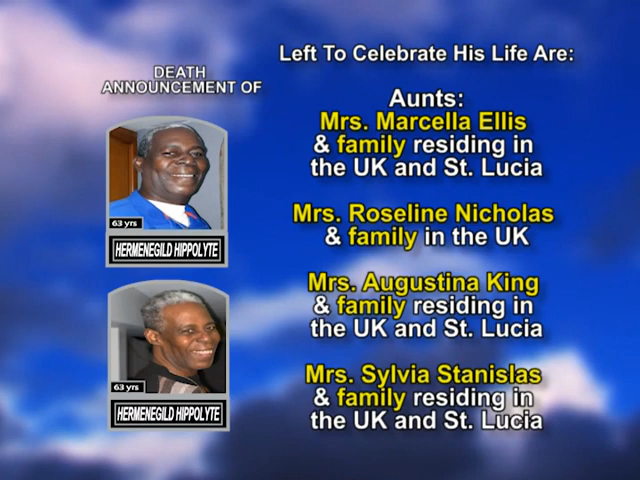 DEATH
ANNOUNCEMENT OF
63 yrs
HERMENEGILD HIPPOLYTE
63 yrs
HERMENEGILD HIPPOLYTE
Left To Celebrate His Life Are:
Aunts:
Mrs. Marcella Ellis
& family residing in
the UK and St. Lucia
Mrs. Roseline Nicholas
& family in the UK
Mrs. Augustina King
& family residing in
the UK and St. Lucia
Mrs. Sylvia Stanislas
& family residing in
the UK and St. Lucia